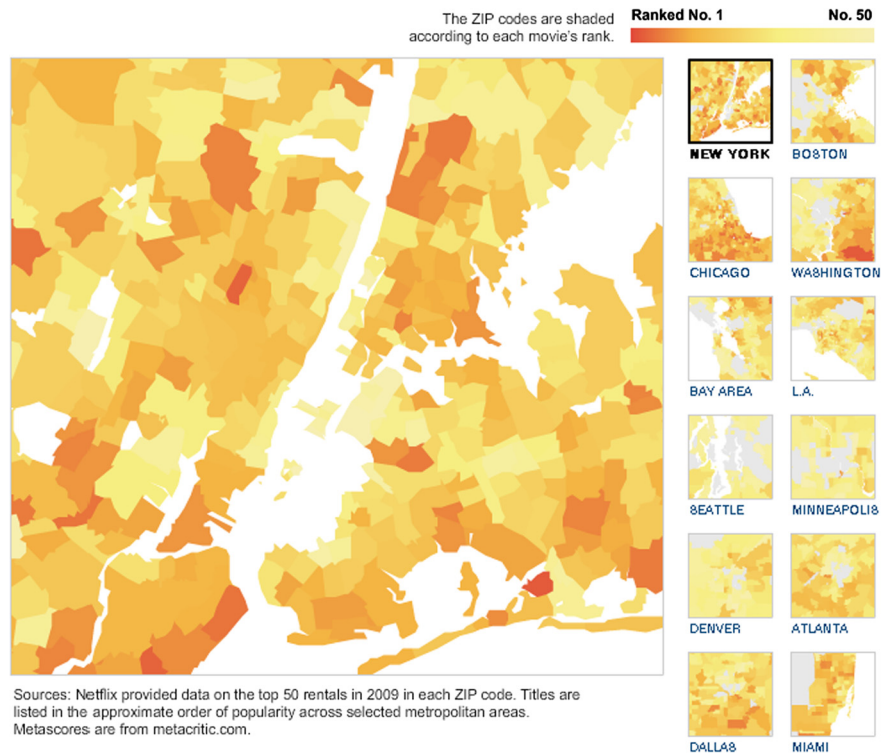 The ZIP codes are shaded
according to each movie's rank.
Ranked No. 1
No. 50
NEW YORK
BOSTON
CHICAGO
WASHINGTON
BAY AREA
L.A.
SEATTLE
MINNEAPOLIS
DENVER
ATLANTA
DALLAS
MIAMI
Sources: Netflix provided data on the top 50 rentals in 2009 in each ZIP code. Titles are
listed in the approximate order of popularity across selected metropolitan areas.
Metascores are from metacritic.com.